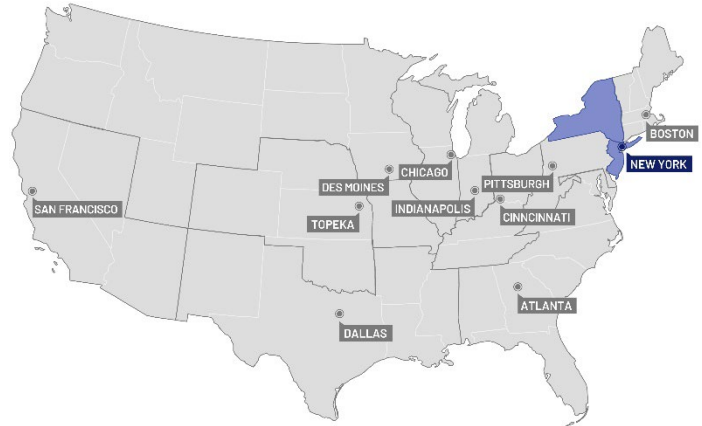 BOSTON
NEW YORK
CHICAGO
DES MOINES
PITTSBURGH
INDIANAPOLIS
CINNCINNATI
SAN FRANCISCO
TOPEKA
ATLANTA
DALLAS